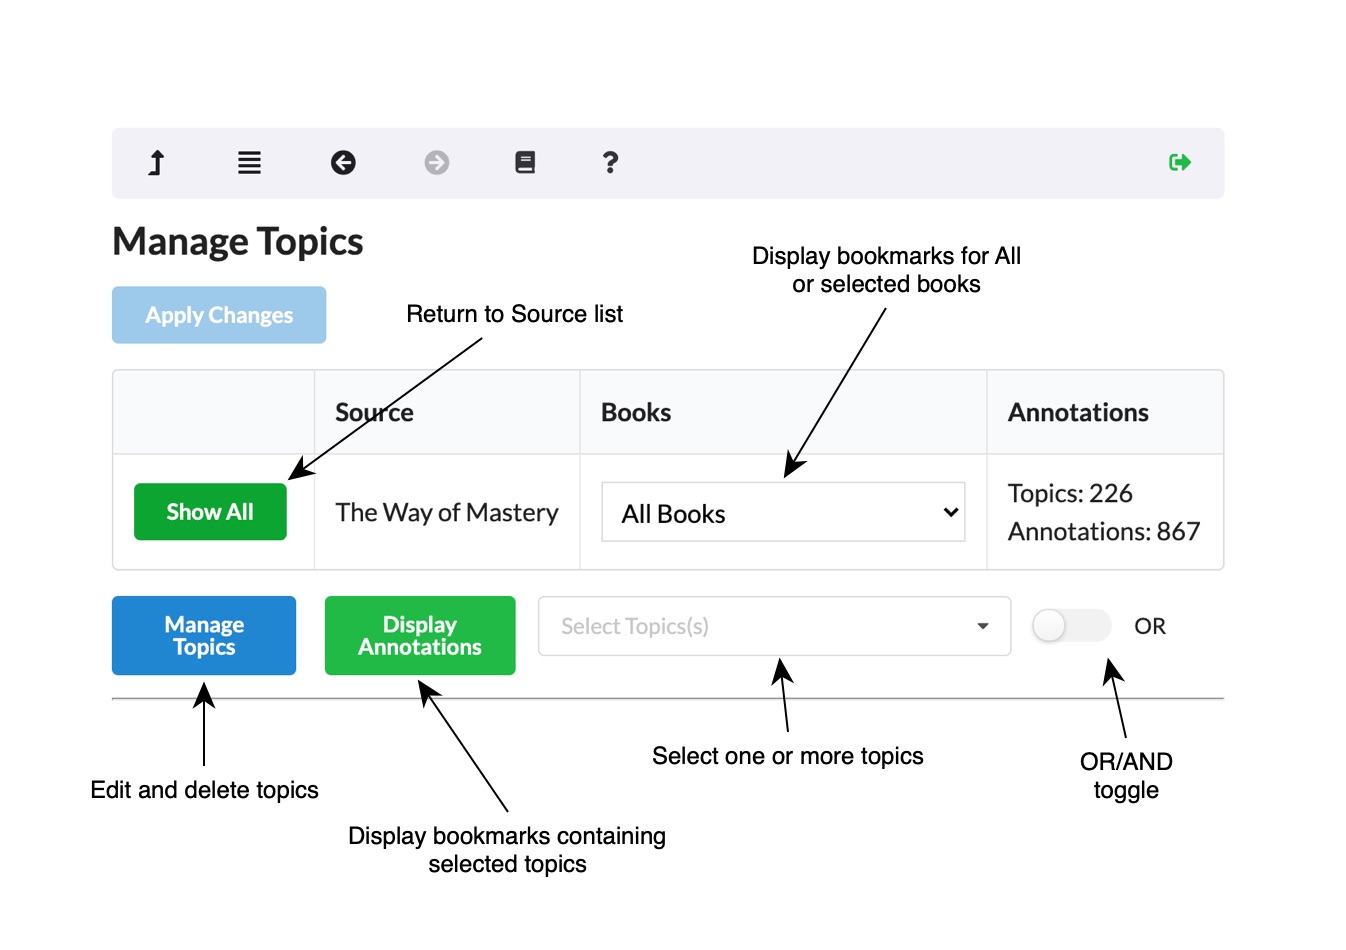 ?
Manage Topics
Display bookmarks for All
or selected books
Apply Changes
Return to Source list
Source
Books
Annotations
Show All
The Way of Mastery
All Books
Topics: 226
Annotations: 867
Manage
Topics
Display
Annotations
Select Topics(s)
OR
Edit and delete topics
Display bookmarks containing
selected topics
Select one or more topics
OR/AND
toggle